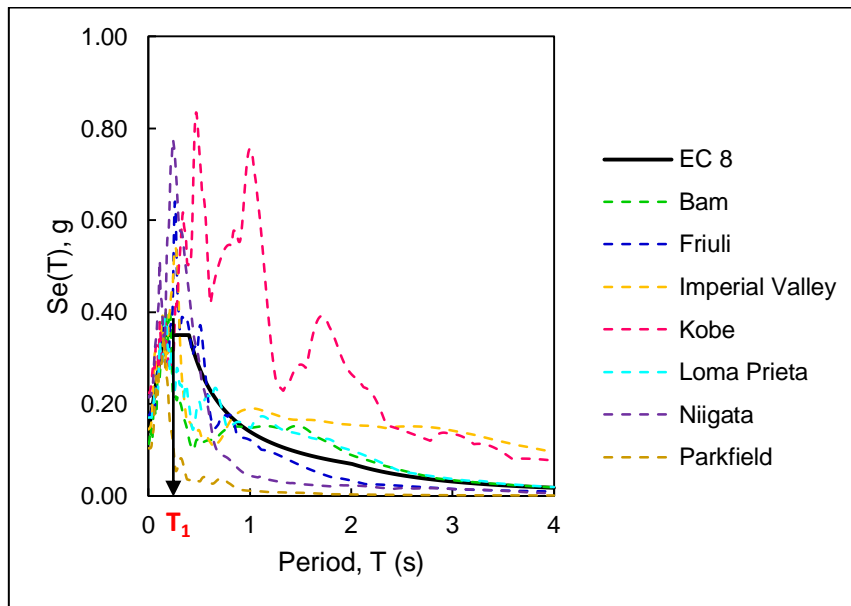 1.00
0.80
0.60
0.40
0.20
0.00
Se(T), g
0 T₁ 1 2 3 4
Period, T (s)
EC 8
Bam
Friuli
Imperial Valley
Kobe
Loma Prieta
Niigata
Parkfield